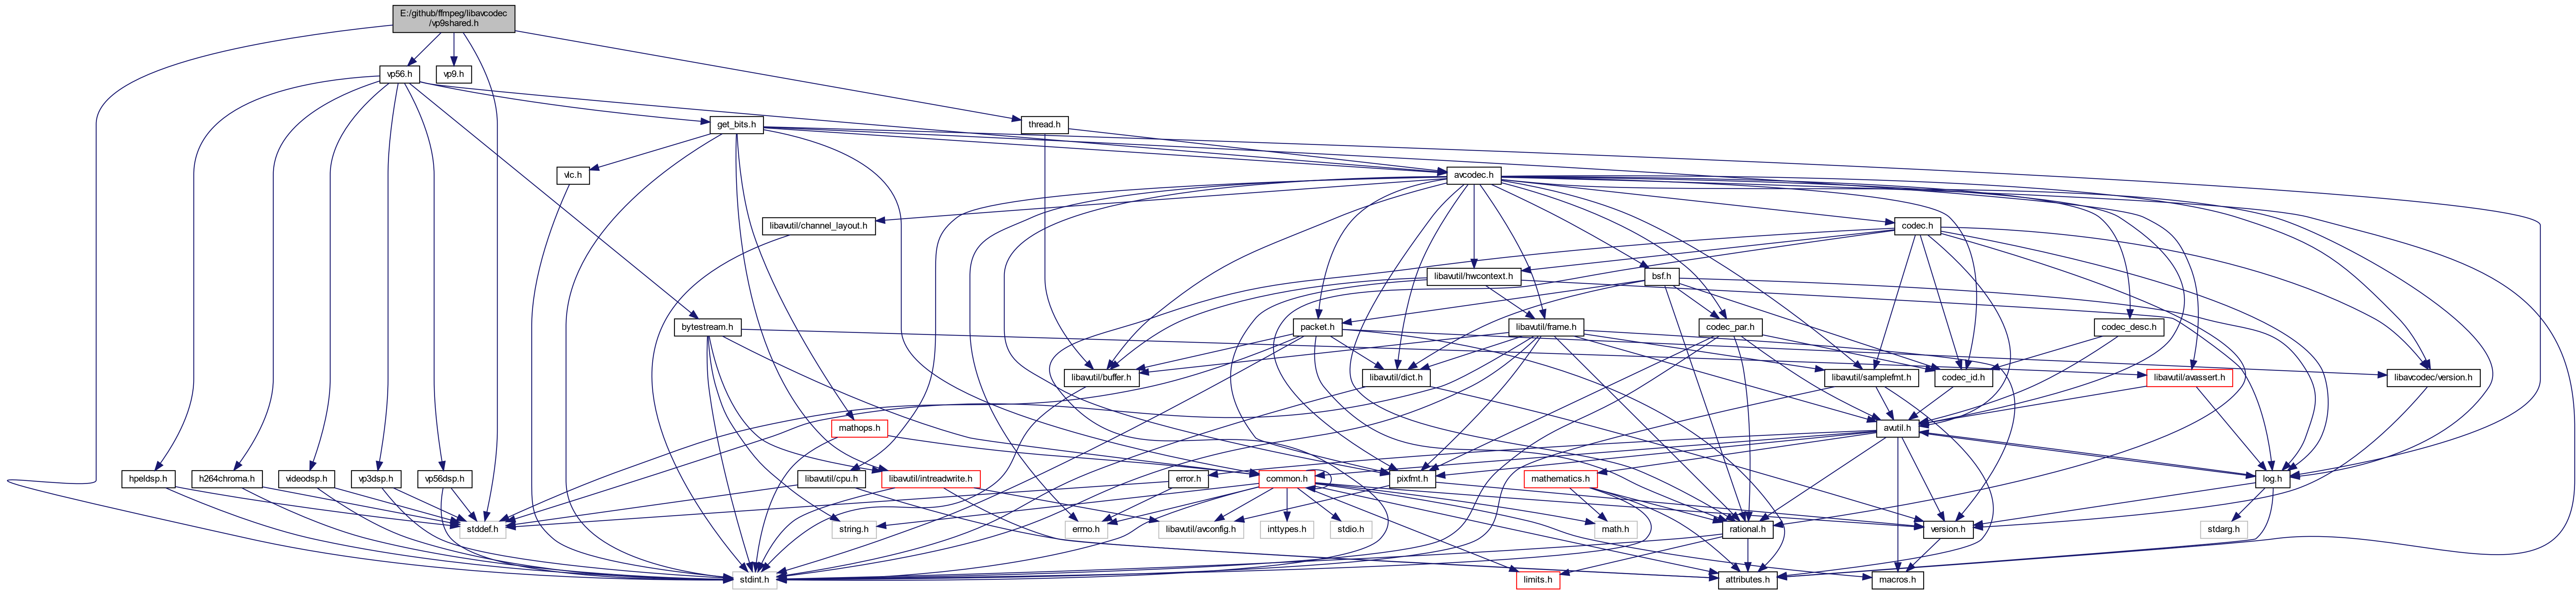 E:/github/ffmpeg/libavcodec
/vp9shared.h
vp56.h
vp9.h
get_bits.h
thread.h
vlc.h
avcodec.h
libavutil/channel_layout.h
codec.h
libavutil/hwcontext.h
bsf.h
bytestream.h
packet.h
libavutil/frame.h
codec_par.h
codec_desc.h
libavutil/buffer.h
libavutil/dict.h
libavutil/samplefmt.h
codec_id.h
libavutil/avassert.h
libavcodec/version.h
mathops.h
avutil.h
hpeldsp.h
h264chroma.h
videodsp.h
vp3dsp.h
vp56dsp.h
libavutil/cpu.h
libavutil/intreadwrite.h
error.h
common.h
pixfmt.h
mathematics.h
log.h
stddef.h
string.h
errno.h
libavutil/avconfig.h
inttypes.h
stdio.h
math.h
rational.h
version.h
stdarg.h
stdint.h
limits.h
attributes.h
macros.h